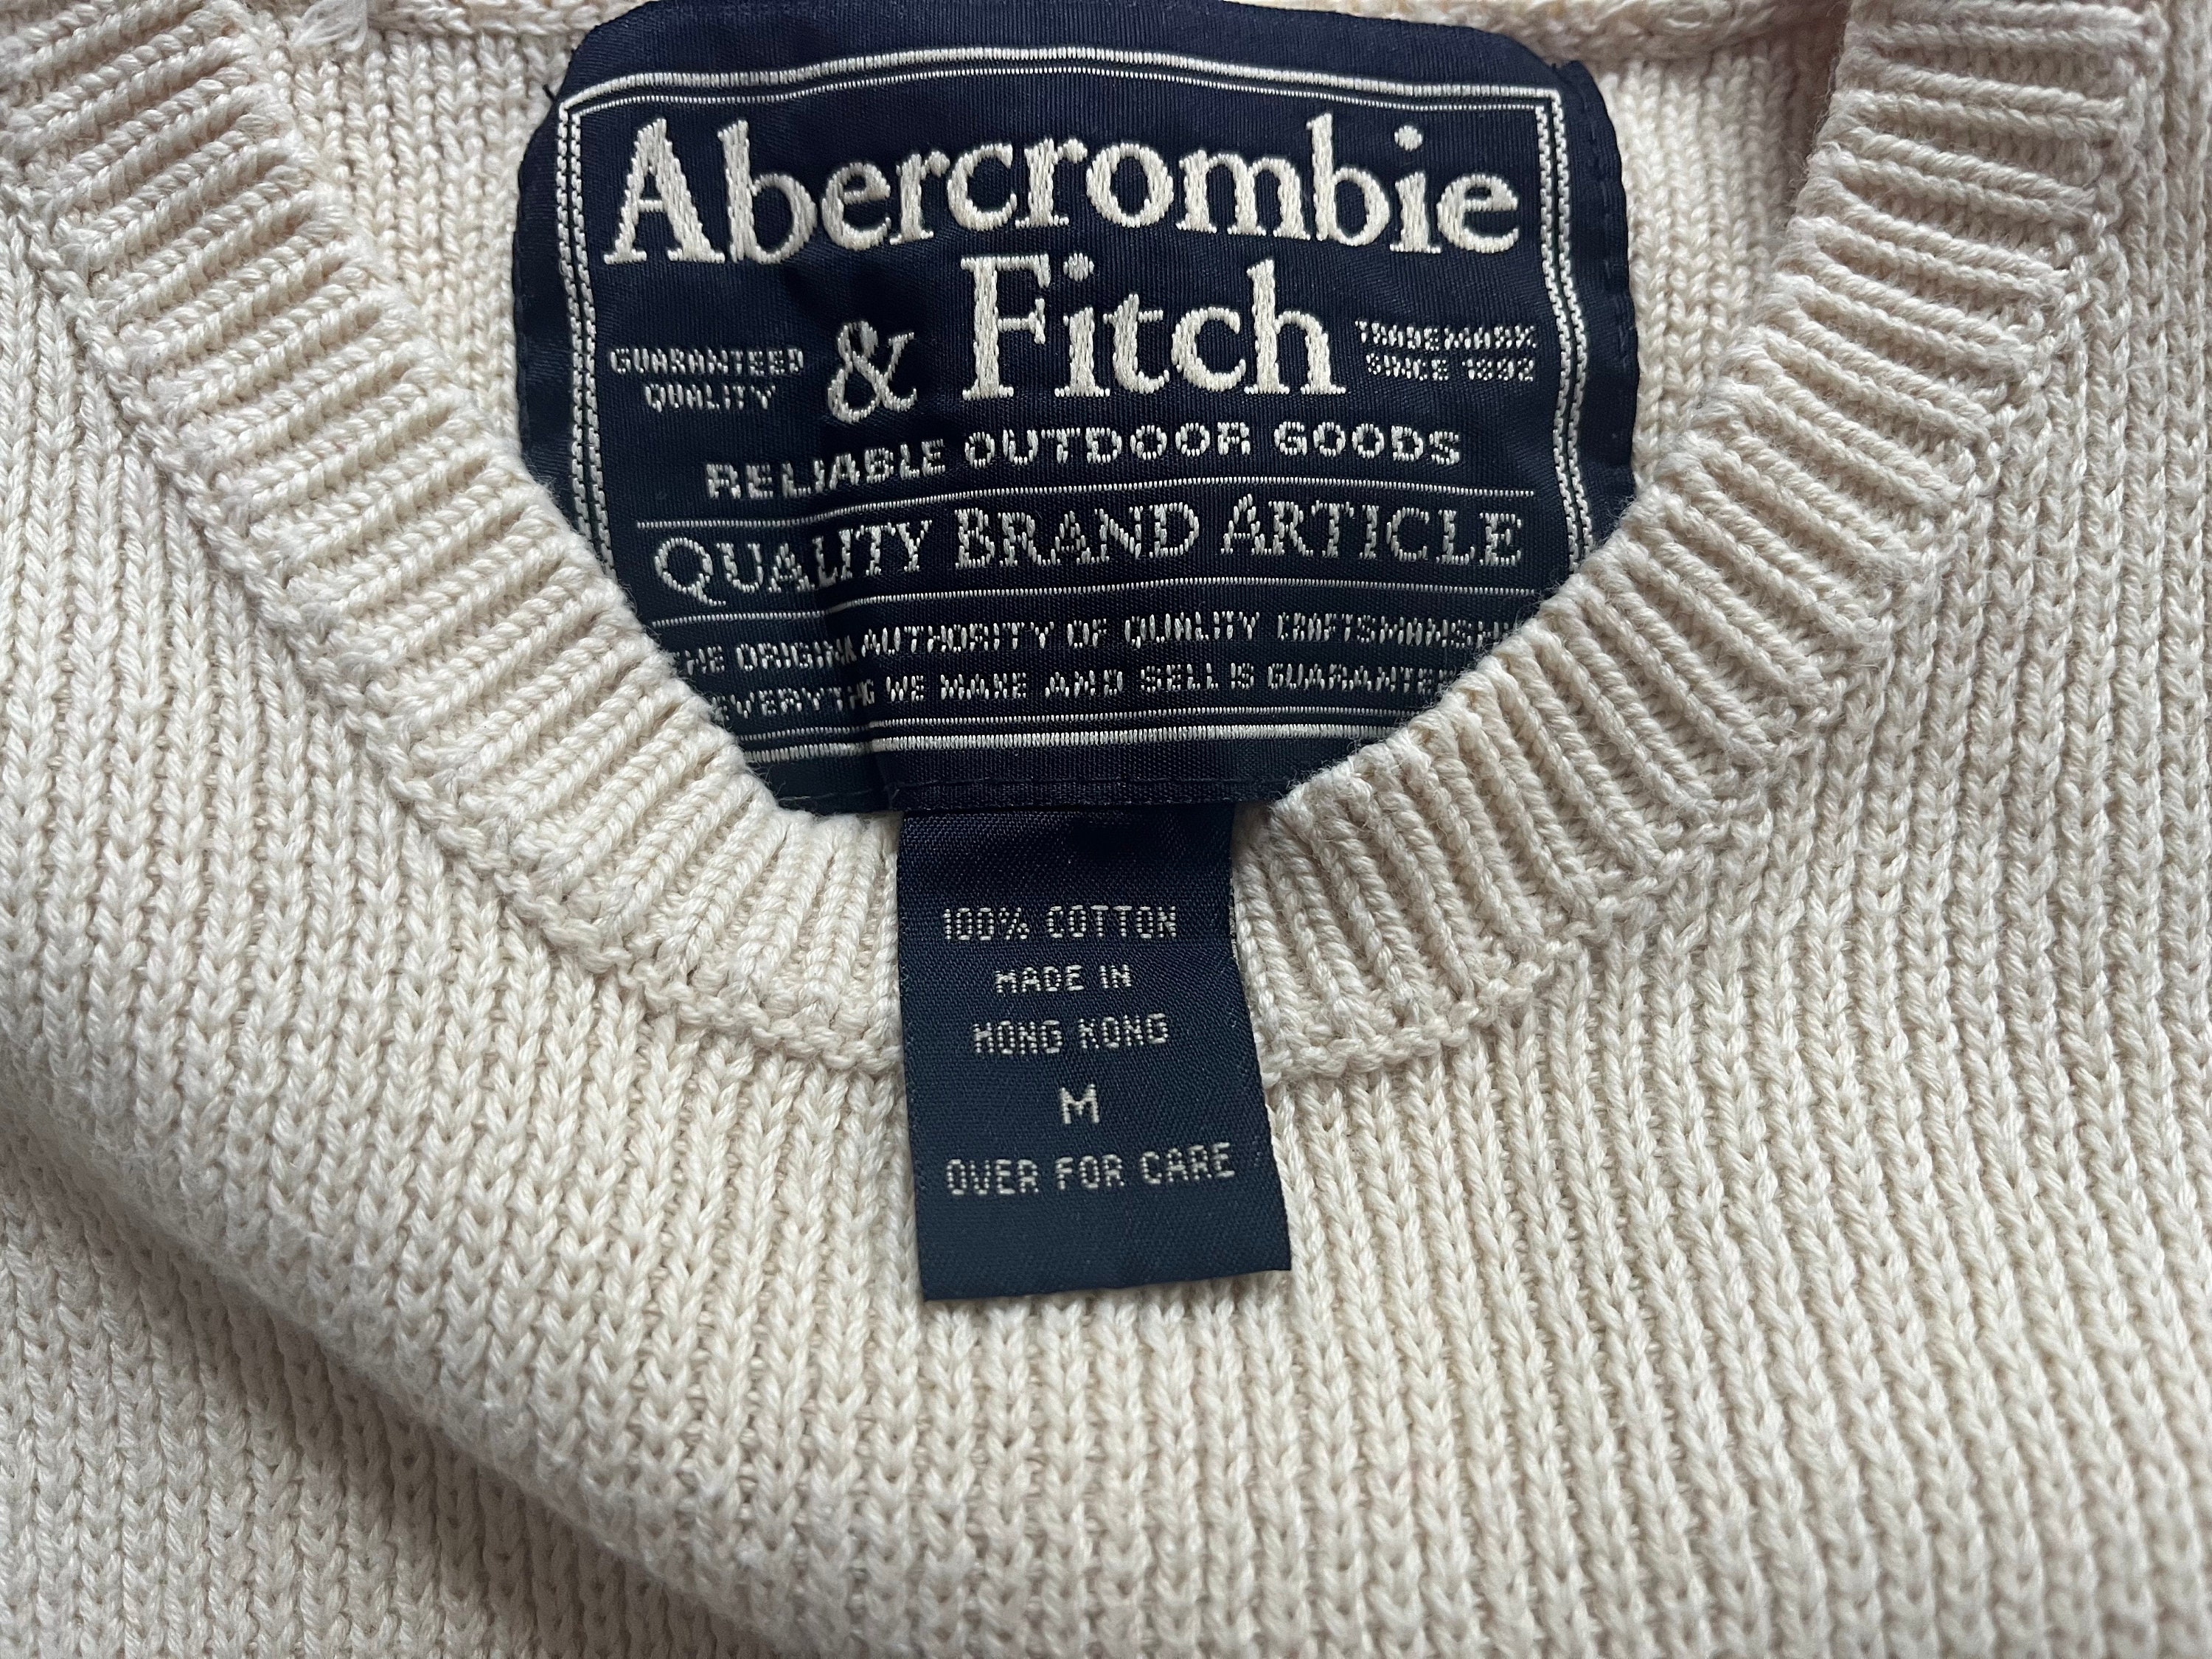 Abercrombie
& Fitch
GUARANTEED
QUALITY
TRADEMARK
SINCE 1892
RELIABLE OUTDOOR GOODS
QUALITY BRAND ARTICLE
AUTHORITY OF QUALITY
WE MAKE AND SELL IS
100% COTTON
MADE IN
HONG KONG
M
OVER FOR CARE